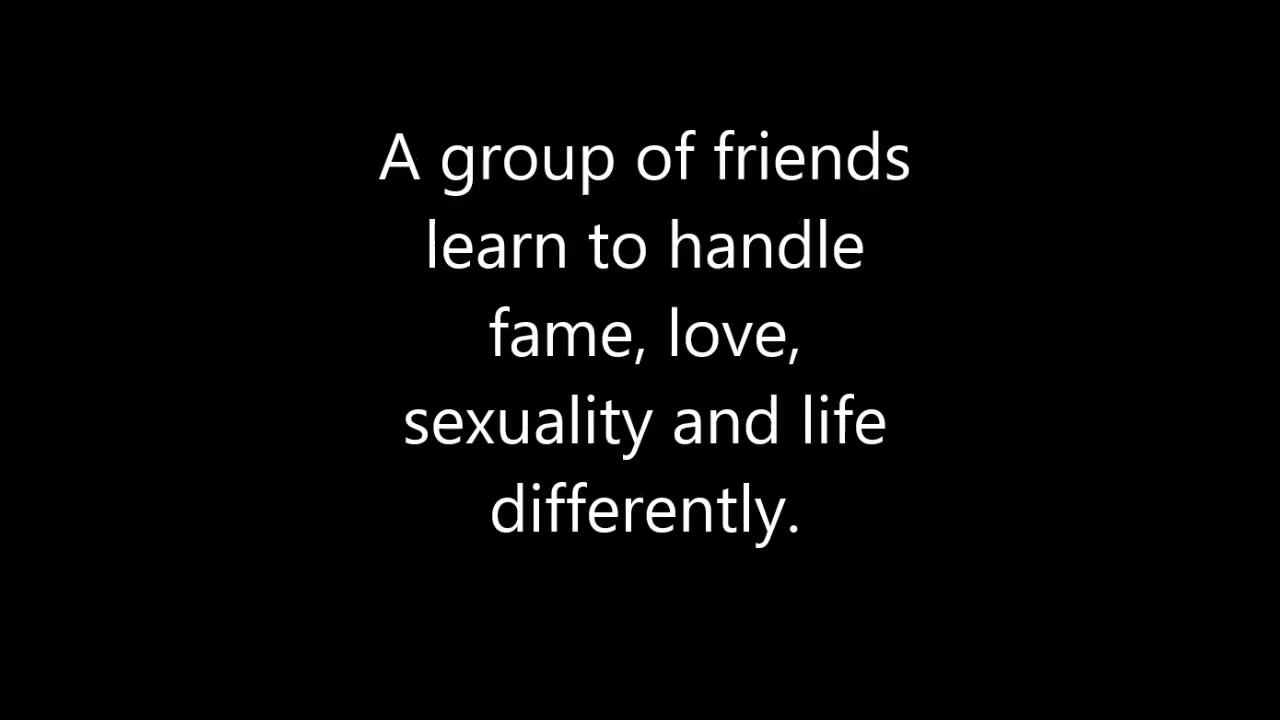 A group of friends
learn to handle
fame, love,
sexuality and life
differently.